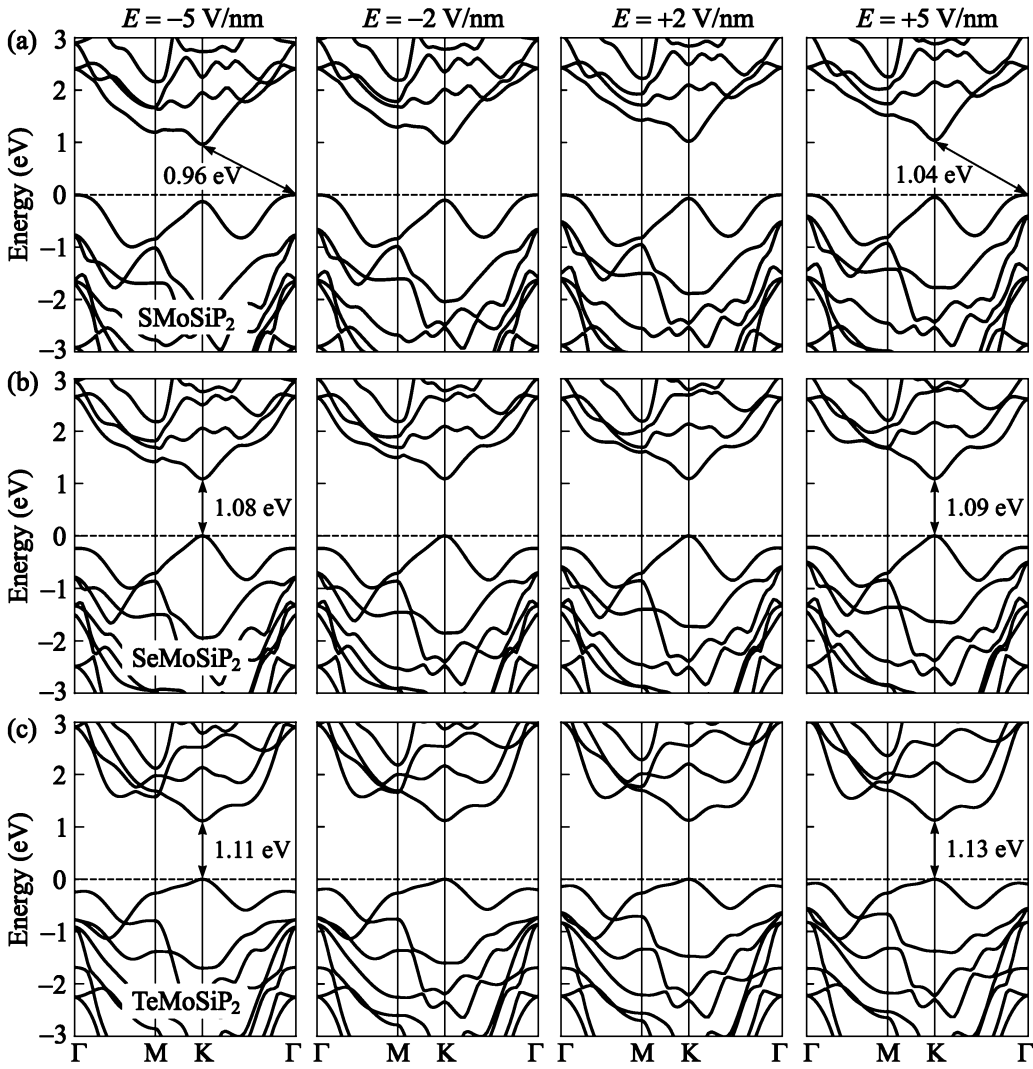 E = −5 V/nm E = −2 V/nm E = +2 V/nm E = +5 V/nm
(a)
3
2
1
0
−1
−2
−3
Energy (eV)
0.96 eV
1.04 eV
SMoSiP2
(b)
3
2
1
0
−1
−2
−3
Energy (eV)
1.08 eV
1.09 eV
SeMoSiP2
(c)
3
2
1
0
−1
−2
−3
Energy (eV)
1.11 eV
1.13 eV
TeMoSiP2
Γ M K Γ Γ M K Γ Γ M K Γ Γ M K Γ